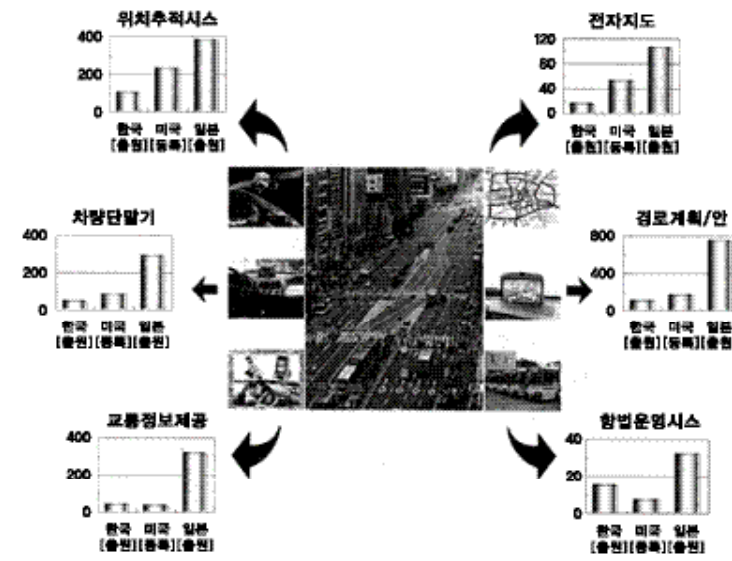 위치추적시스
400
200
0
한국 미국 일본
[출원][등록][출원]
전자지도
120
80
40
0
한국 미국 일본
[출원][등록][출원]
차량단말기
400
200
0
한국 미국 일본
[출원][등록][출원]
경로계획/안
800
400
0
한국 미국 일본
[출원][등록][출원
교통정보제공
400
200
0
한국 미국 일본
[출원][등록][출원]
함법운영시스
40
20
0
한국 미국 일본
[출원][등록][출원]